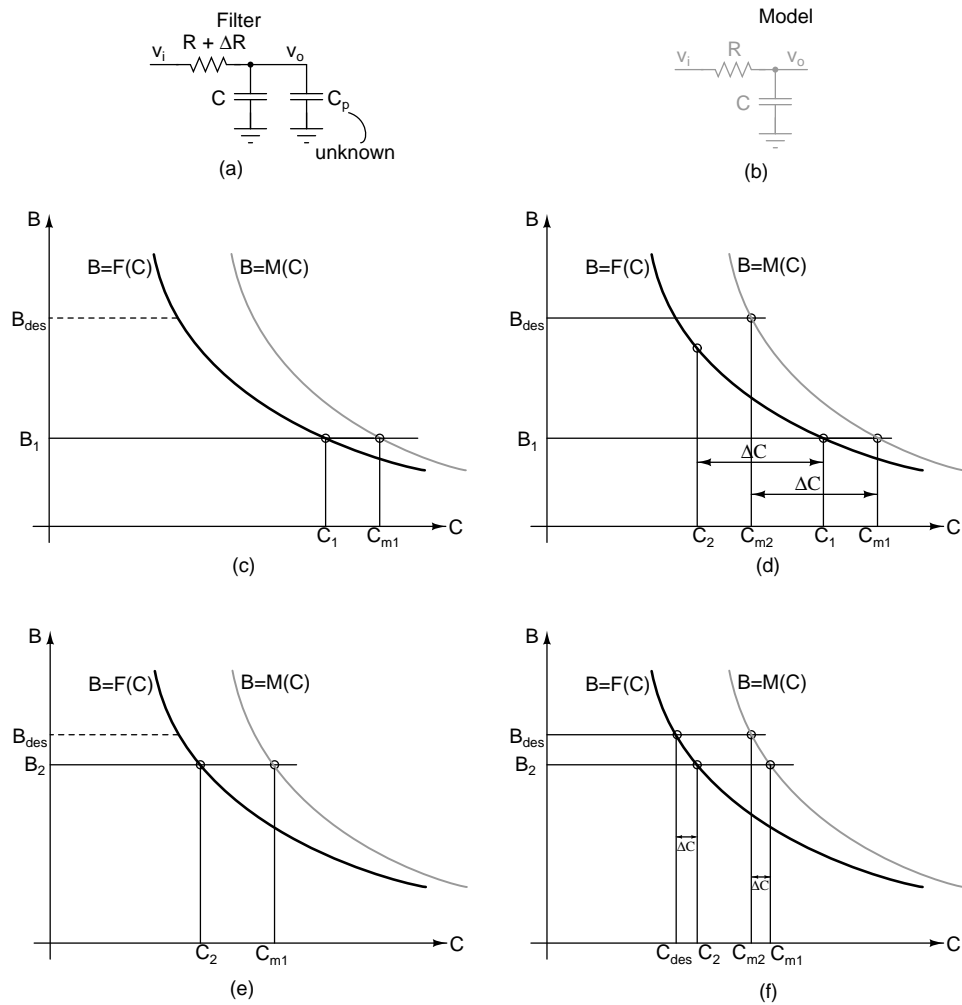 Filter
R + ΔR
v_i
v_o
C
C_p
unknown
(a)
Model
R
v_i
v_o
C
(b)
B
B=F(C)
B=M(C)
B_des
B_1
C
C_1
C_m1
(c)
B
B=F(C)
B=M(C)
B_des
B_1
ΔC
ΔC
C
C_2
C_m2
C_1
C_m1
(d)
B
B=F(C)
B=M(C)
B_des
B_2
C
C_2
C_m1
(e)
B
B=F(C)
B=M(C)
B_des
B_2
ΔC
ΔC
C
C_des
C_2
C_m2
C_m1
(f)